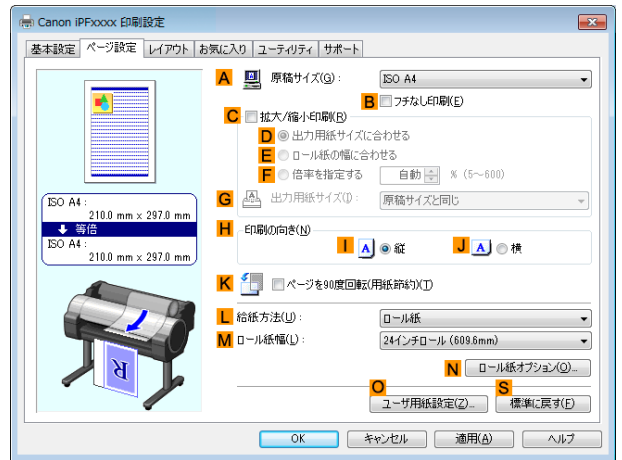 Canon iPFxxxx 印刷設定
基本設定 ページ設定 レイアウト お気に入り ユーティリティ サポート
A 原稿サイズ(G): ISO A4
B フチなし印刷(E)
C 拡大/縮小印刷(R)
D 出力用紙サイズに合わせる
E ロール紙の幅に合わせる
F 倍率を指定する 自動 % (5～600)
G 出力用紙サイズ(I): 原稿サイズと同じ
ISO A4 :
210.0 mm × 297.0 mm
等倍
ISO A4 :
210.0 mm × 297.0 mm
H 印刷の向き(N)
I A 縦 J A 横
K ページを90度回転(用紙節約)(T)
L 給紙方法(U): ロール紙
M ロール紙幅(L): 24インチロール (609.6mm)
R
N ロール紙オプション(O)...
O S
ユーザ用紙設定(Z)... 標準に戻す(F)
OK キャンセル 適用(A) ヘルプ